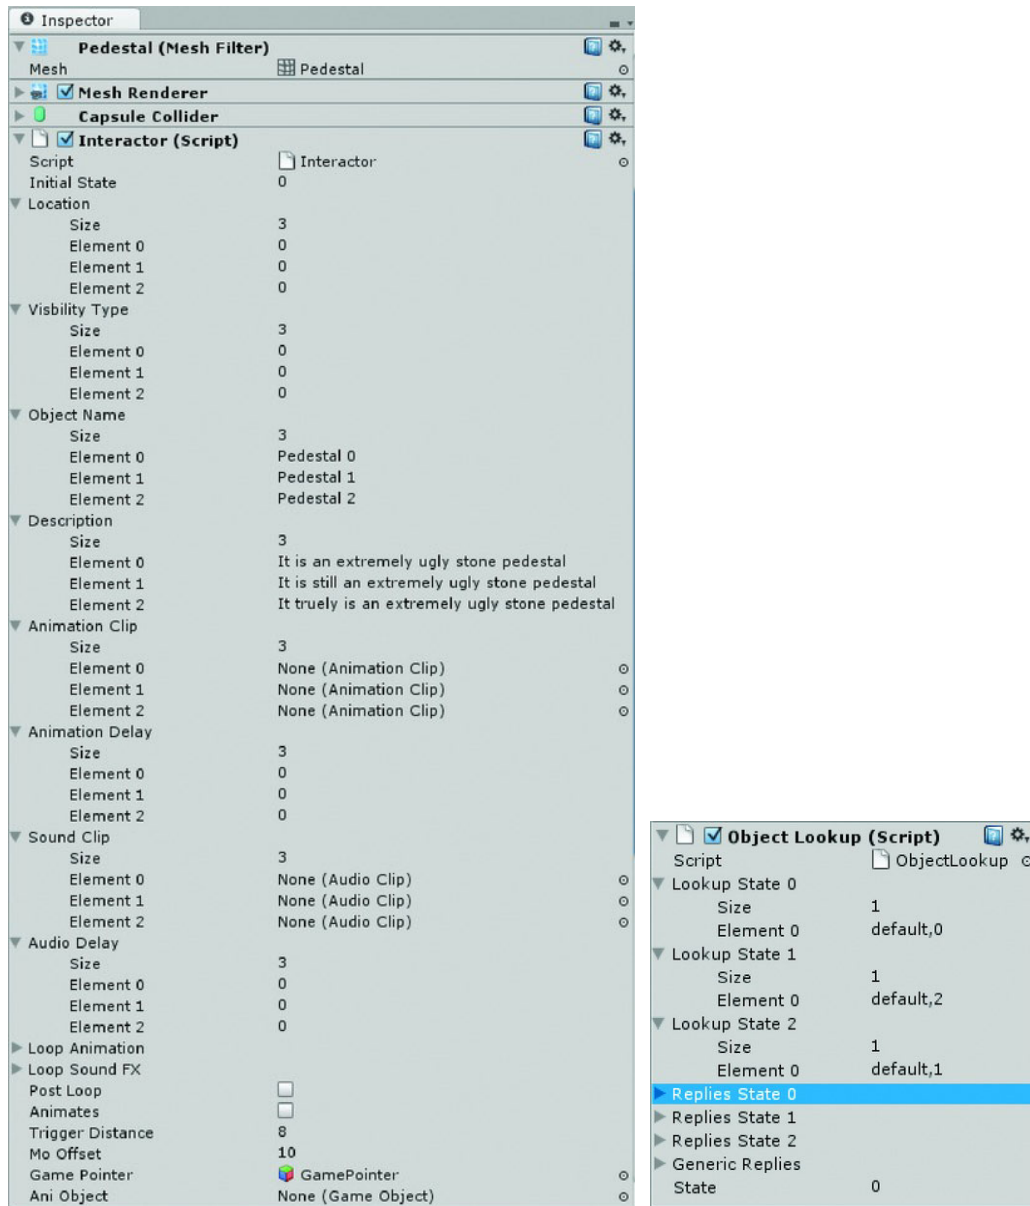 Inspector
Pedestal (Mesh Filter)
Mesh Pedestal
Mesh Renderer
Capsule Collider
Interactor (Script)
Script Interactor
Initial State 0
Location
Size 3
Element 0 0
Element 1 0
Element 2 0
Visbility Type
Size 3
Element 0 0
Element 1 0
Element 2 0
Object Name
Size 3
Element 0 Pedestal 0
Element 1 Pedestal 1
Element 2 Pedestal 2
Description
Size 3
Element 0 It is an extremely ugly stone pedestal
Element 1 It is still an extremely ugly stone pedestal
Element 2 It truely is an extremely ugly stone pedestal
Animation Clip
Size 3
Element 0 None (Animation Clip)
Element 1 None (Animation Clip)
Element 2 None (Animation Clip)
Animation Delay
Size 3
Element 0 0
Element 1 0
Element 2 0
Sound Clip
Size 3
Element 0 None (Audio Clip)
Element 1 None (Audio Clip)
Element 2 None (Audio Clip)
Audio Delay
Size 3
Element 0 0
Element 1 0
Element 2 0
Loop Animation
Loop Sound FX
Post Loop
Animates
Trigger Distance 8
Mo Offset 10
Game Pointer GamePointer
Ani Object None (Game Object)
Object Lookup (Script)
Script ObjectLookup
Lookup State 0
Size 1
Element 0 default,0
Lookup State 1
Size 1
Element 0 default,2
Lookup State 2
Size 1
Element 0 default,1
Replies State 0
Replies State 1
Replies State 2
Generic Replies
State 0